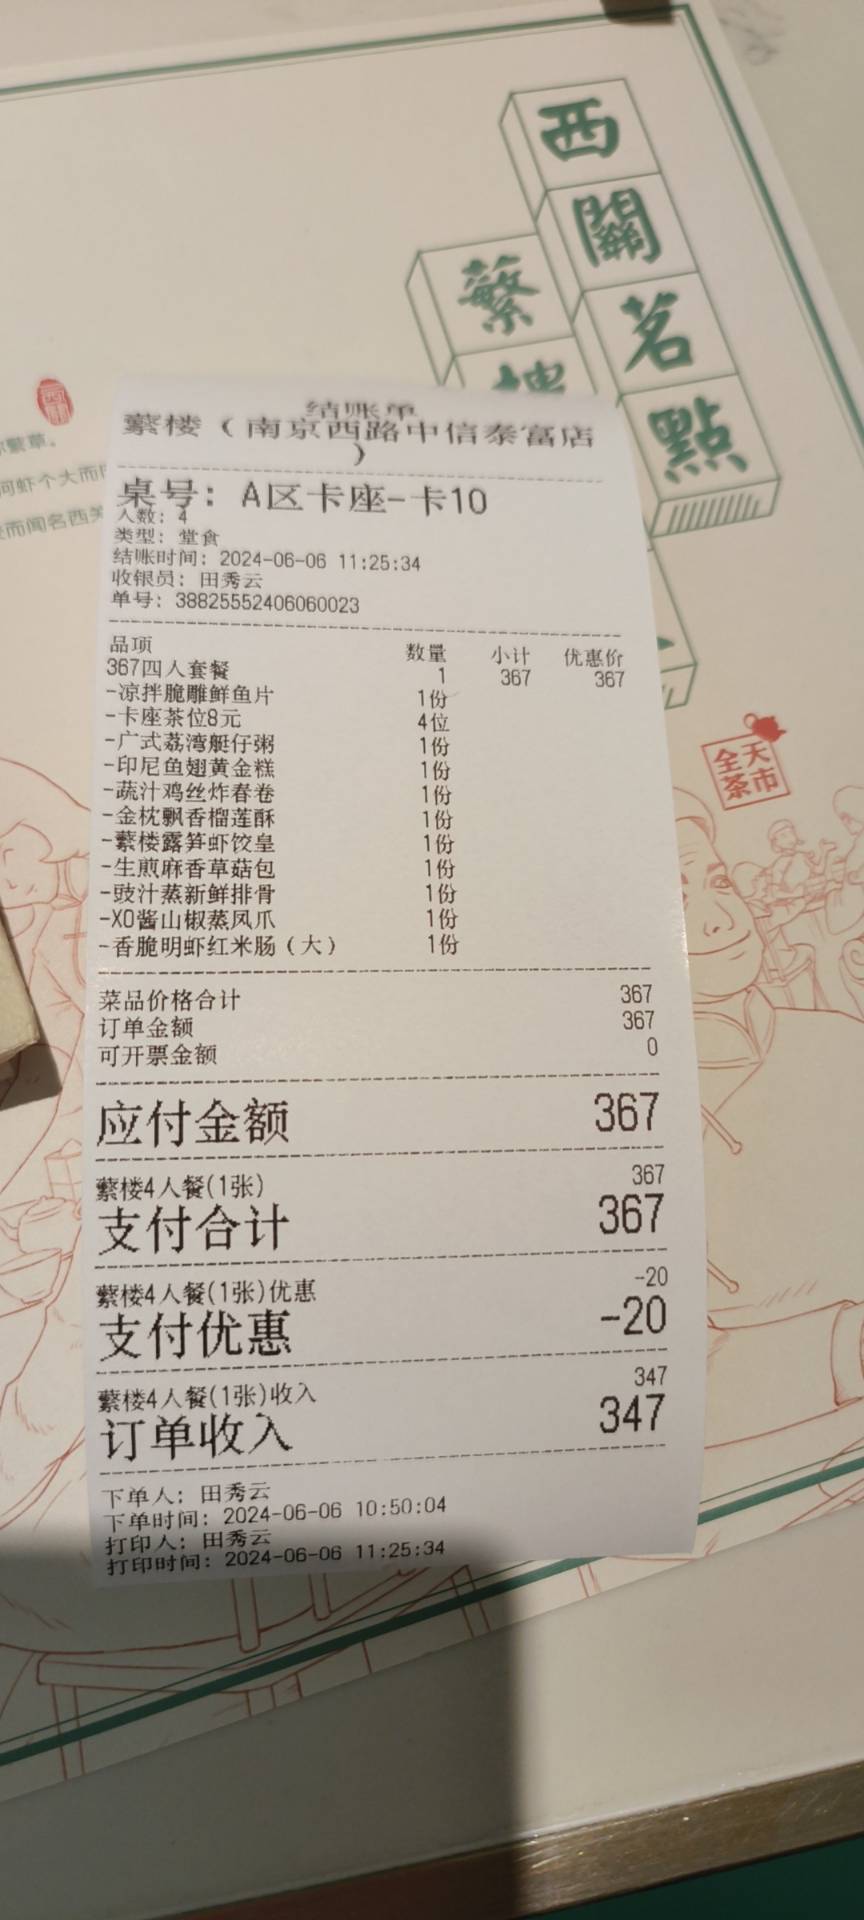 西
關
茗
點
蘩
樓
全天
茶市
尔繁草。
河虾个大而
而闻名西关
结账单
蘩楼（南京西路中信泰富店
）
桌号: A区卡座-卡10
人数: 4
类型: 堂食
结账时间: 2024-06-06 11:25:34
收银员: 田秀云
单号: 38825552406060023
品项 数量 小计 优惠价
367四人套餐 1 367 367
-凉拌脆雕鲜鱼片 1份
-卡座茶位8元 4位
-广式荔湾艇仔粥 1份
-印尼鱼翅黄金糕 1份
-蔬汁鸡丝炸春卷 1份
-金枕飘香榴莲酥 1份
-蘩楼露笋虾饺皇 1份
-生煎麻香草菇包 1份
-豉汁蒸新鲜排骨 1份
-XO酱山椒蒸凤爪 1份
-香脆明虾红米肠（大） 1份
菜品价格合计 367
订单金额 367
可开票金额 0
应付金额 367
蘩楼4人餐(1张) 367
支付合计 367
蘩楼4人餐(1张)优惠 -20
支付优惠 -20
蘩楼4人餐(1张)收入 347
订单收入 347
下单人: 田秀云
下单时间: 2024-06-06 10:50:04
打印人: 田秀云
打印时间: 2024-06-06 11:25:34